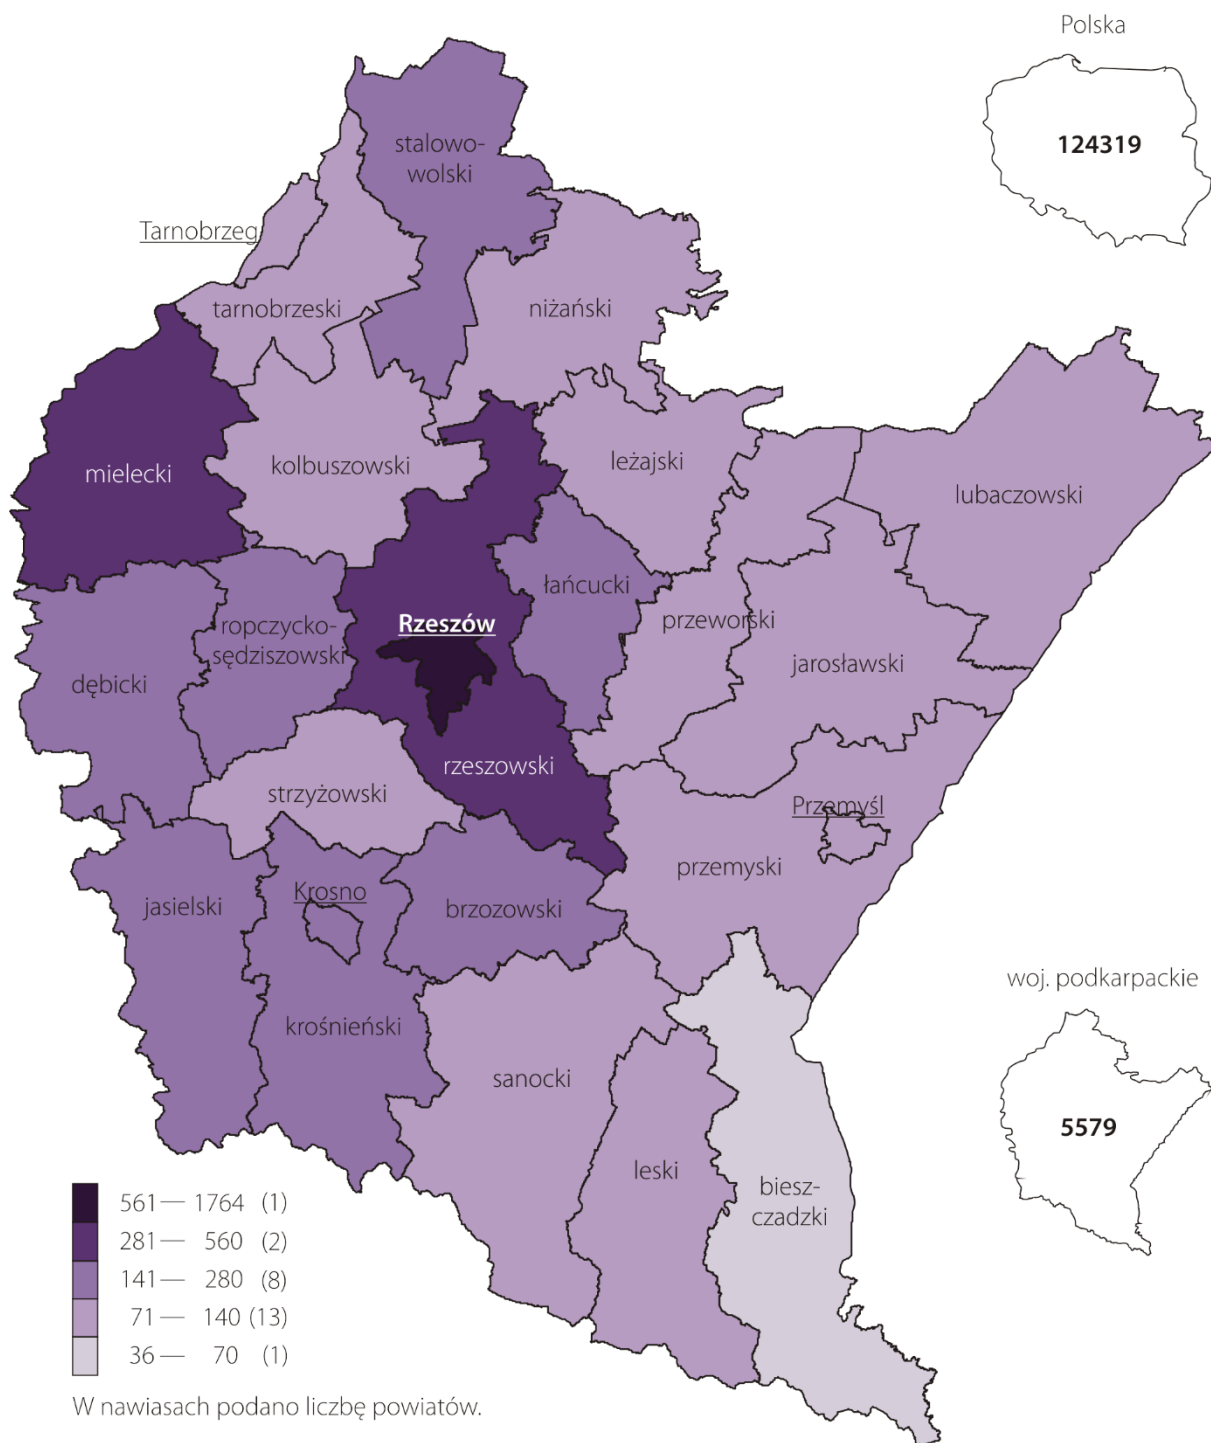 Polska
124319
stalowo-
wolski
Tarnobrzeg
tarnobrzeski
niżański
mielecki
kolbuszowski
leżajski
lubaczowski
łańcucki
Rzeszów
przeworski
ropczycko-
sędziszowski
jarosławski
dębicki
rzeszowski
strzyżowski
Przemyśl
przemyski
jasielski
Krosno
brzozowski
krośnieński
sanocki
leski
biesz-
czadzki
woj. podkarpackie
5579
561 — 1764 (1)
281 — 560 (2)
141 — 280 (8)
71 — 140 (13)
36 — 70 (1)
W nawiasach podano liczbę powiatów.